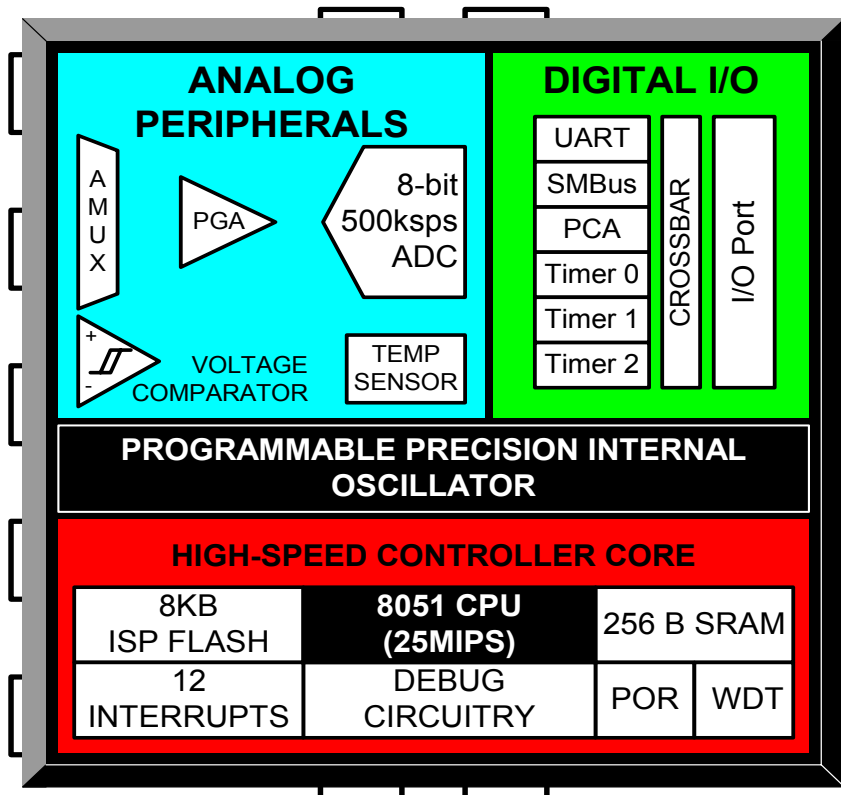 ANALOG
PERIPHERALS
A
M
U
X
PGA
8-bit
500ksps
ADC
+
-
VOLTAGE
COMPARATOR
TEMP
SENSOR
DIGITAL I/O
UART
SMBus
PCA
Timer 0
Timer 1
Timer 2
CROSSBAR
I/O Port
PROGRAMMABLE PRECISION INTERNAL
OSCILLATOR
HIGH-SPEED CONTROLLER CORE
8KB
ISP FLASH
8051 CPU
(25MIPS)
256 B SRAM
12
INTERRUPTS
DEBUG
CIRCUITRY
POR
WDT